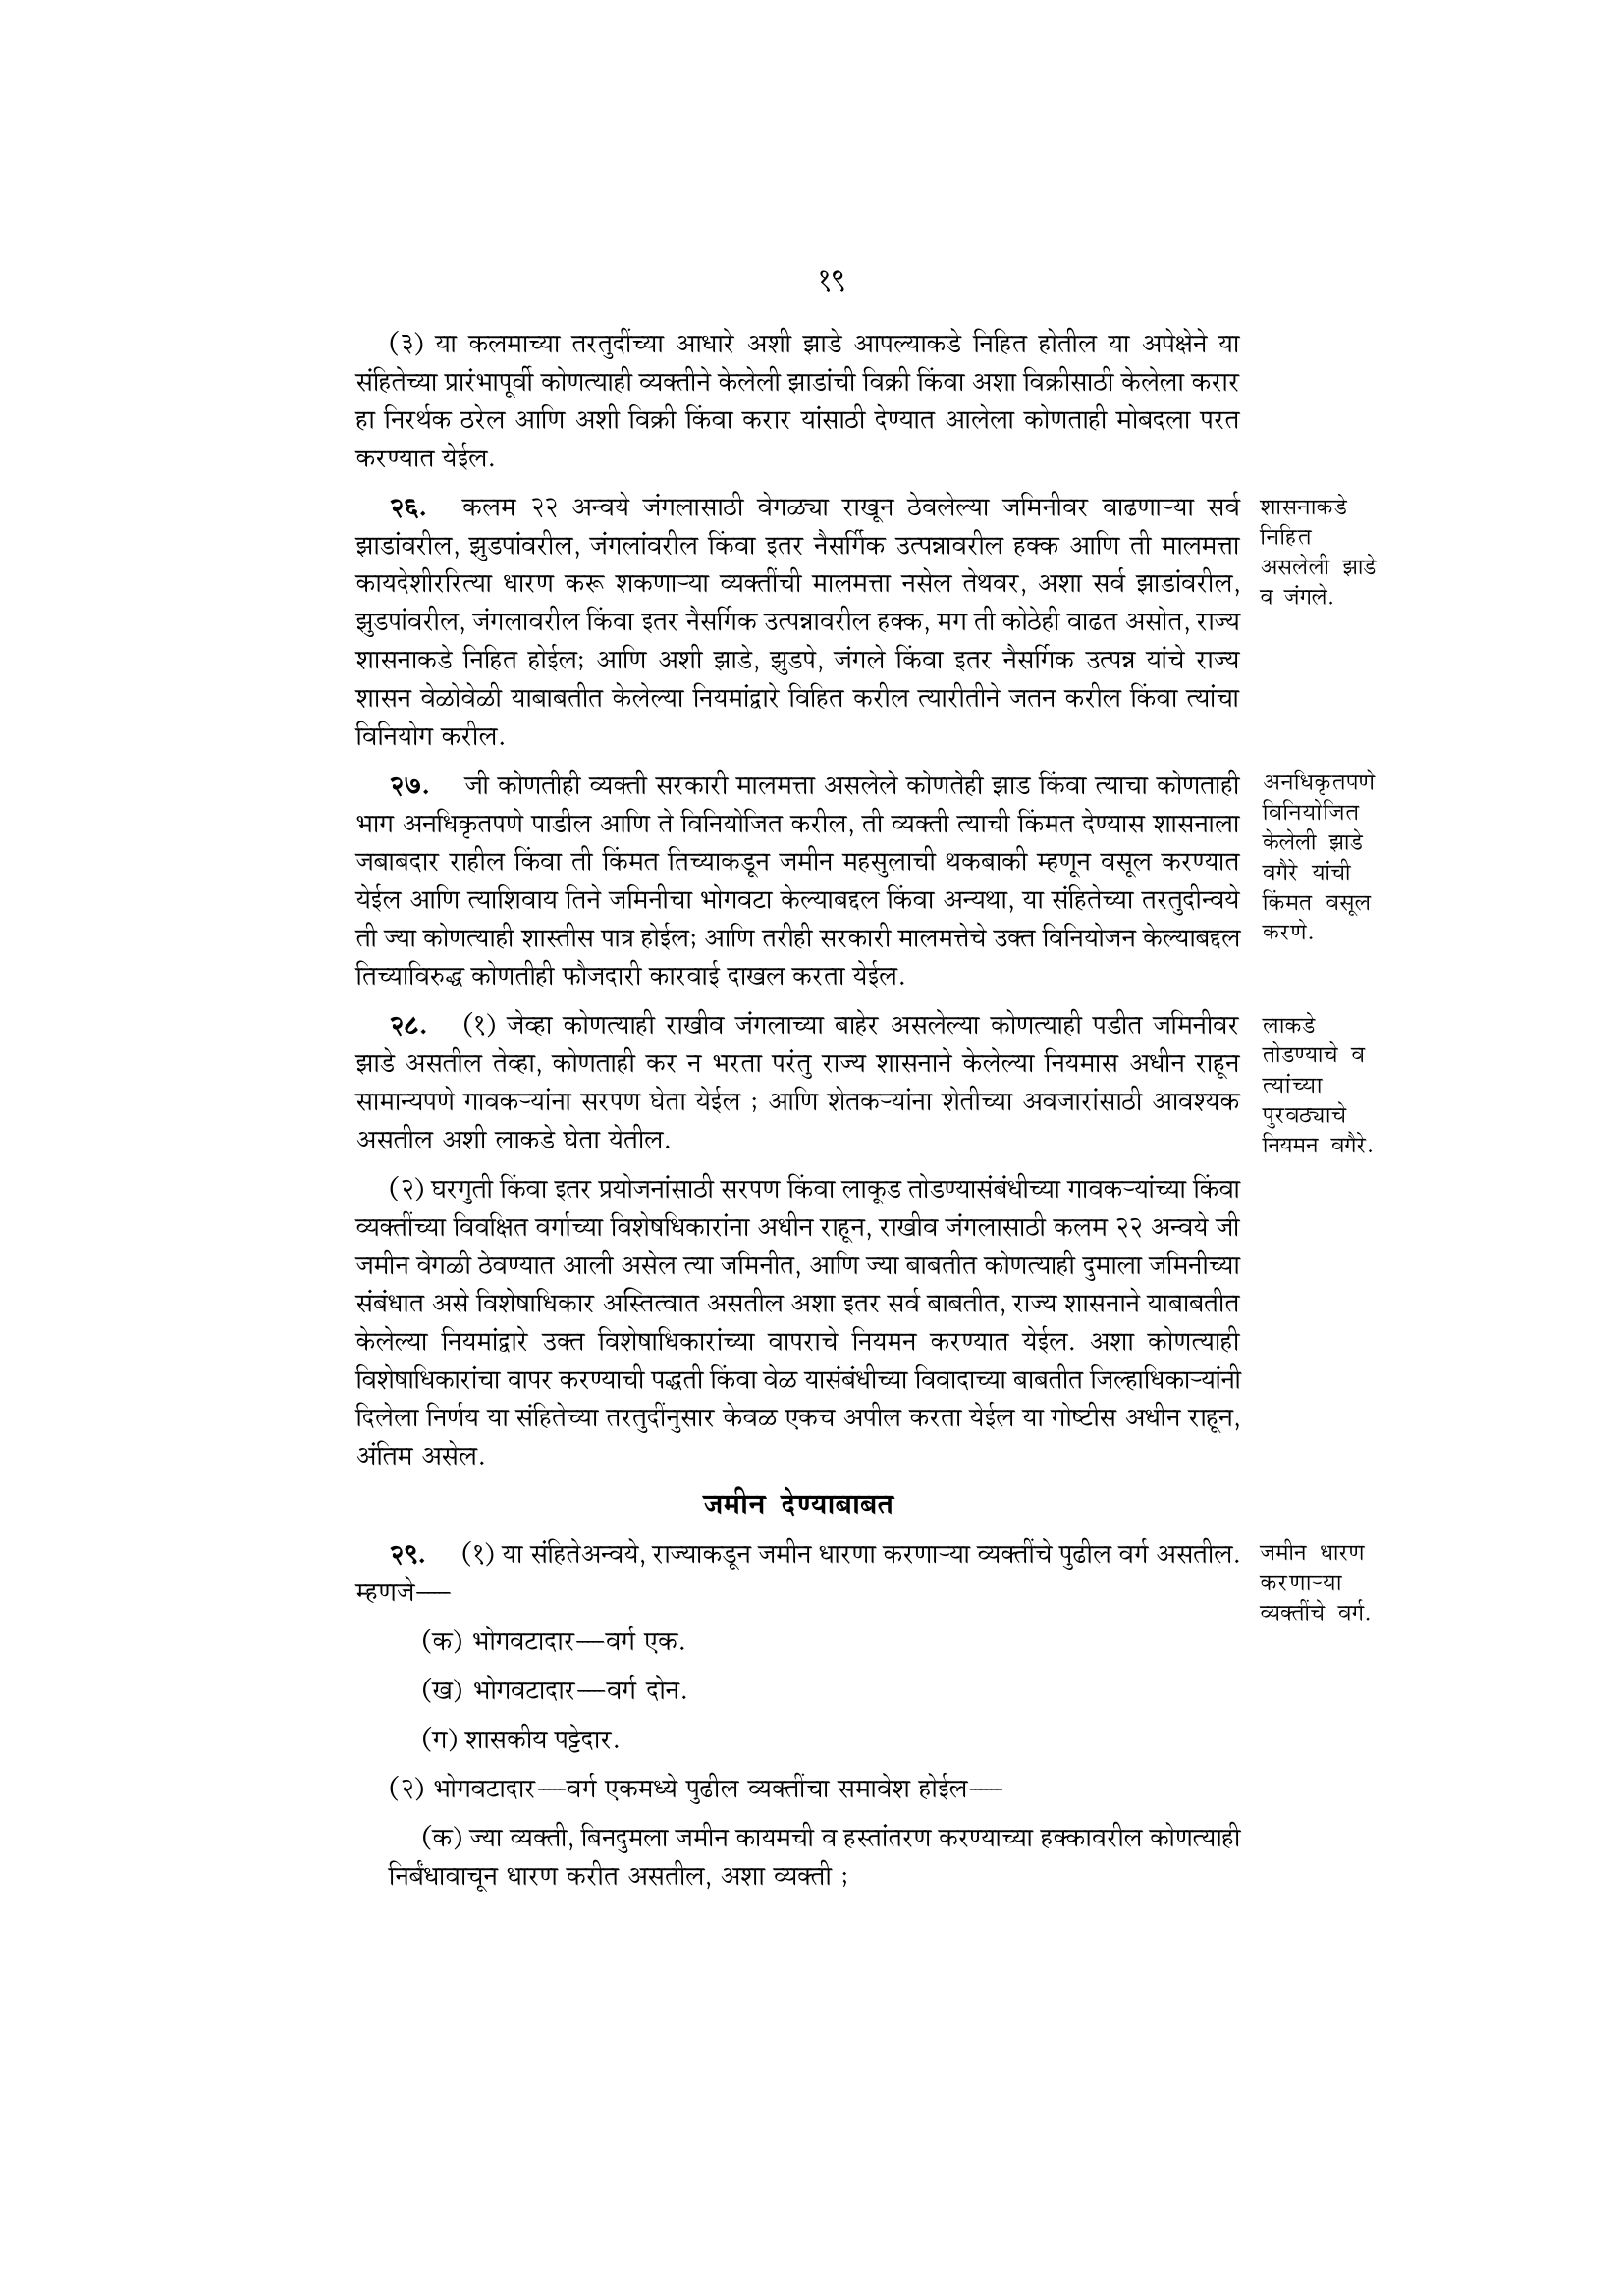 १९
(३) या कलमाच्या तरतुदींच्या आधारे अशी झाडे आपल्याकडे निहित होतील या अपेक्षेने या
संहितेच्या प्रारंभापूर्वी कोणत्याही व्यक्तीने केलेली झाडांची विक्री किंवा अशा विक्रीसाठी केलेला करार
हा निरर्थक ठरेल आणि अशी विक्री किंवा करार यांसाठी देण्यात आलेला कोणताही मोबदला परत
करण्यात येईल.
२६. कलम २२ अन्वये जंगलासाठी वेगळ्या राखून ठेवलेल्या जमिनीवर वाढणाऱ्या सर्व
झाडांवरील, झुडपांवरील, जंगलांवरील किंवा इतर नैसर्गिक उत्पन्नावरील हक्क आणि ती मालमत्ता
कायदेशीररित्या धारण करू शकणाऱ्या व्यक्तींची मालमत्ता नसेल तेथवर, अशा सर्व झाडांवरील,
झुडपांवरील, जंगलावरील किंवा इतर नैसर्गिक उत्पन्नावरील हक्क, मग ती कोठेही वाढत असोत, राज्य
शासनाकडे निहित होईल; आणि अशी झाडे, झुडपे, जंगले किंवा इतर नैसर्गिक उत्पन्न यांचे राज्य
शासन वेळोवेळी याबाबतीत केलेल्या नियमांद्वारे विहित करील त्यारीतीने जतन करील किंवा त्यांचा
विनियोग करील.
शासनाकडे
निहित
असलेली झाडे
व जंगले.
२७. जी कोणतीही व्यक्ती सरकारी मालमत्ता असलेले कोणतेही झाड किंवा त्याचा कोणताही
भाग अनधिकृतपणे पाडील आणि ते विनियोजित करील, ती व्यक्ती त्याची किंमत देण्यास शासनाला
जबाबदार राहील किंवा ती किंमत तिच्याकडून जमीन महसुलाची थकबाकी म्हणून वसूल करण्यात
येईल आणि त्याशिवाय तिने जमिनीचा भोगवटा केल्याबद्दल किंवा अन्यथा, या संहितेच्या तरतुदीन्वये
ती ज्या कोणत्याही शास्तीस पात्र होईल; आणि तरीही सरकारी मालमत्तेचे उक्त विनियोजन केल्याबद्दल
तिच्याविरुद्ध कोणतीही फौजदारी कारवाई दाखल करता येईल.
अनधिकृतपणे
विनियोजित
केलेली झाडे
वगैरे यांची
किंमत वसूल
करणे.
२८. (१) जेव्हा कोणत्याही राखीव जंगलाच्या बाहेर असलेल्या कोणत्याही पडीत जमिनीवर
झाडे असतील तेव्हा, कोणताही कर न भरता परंतु राज्य शासनाने केलेल्या नियमास अधीन राहून
सामान्यपणे गावकऱ्यांना सरपण घेता येईल ; आणि शेतकऱ्यांना शेतीच्या अवजारांसाठी आवश्यक
असतील अशी लाकडे घेता येतील.
लाकडे
तोडण्याचे व
त्यांच्या
पुरवठ्याचे
नियमन वगैरे.
(२) घरगुती किंवा इतर प्रयोजनांसाठी सरपण किंवा लाकूड तोडण्यासंबंधीच्या गावकऱ्यांच्या किंवा
व्यक्तींच्या विवक्षित वर्गाच्या विशेषधिकारांना अधीन राहून, राखीव जंगलासाठी कलम २२ अन्वये जी
जमीन वेगळी ठेवण्यात आली असेल त्या जमिनीत, आणि ज्या बाबतीत कोणत्याही दुमाला जमिनीच्या
संबंधात असे विशेषाधिकार अस्तित्वात असतील अशा इतर सर्व बाबतीत, राज्य शासनाने याबाबतीत
केलेल्या नियमांद्वारे उक्त विशेषाधिकारांच्या वापराचे नियमन करण्यात येईल. अशा कोणत्याही
विशेषाधिकारांचा वापर करण्याची पद्धती किंवा वेळ यासंबंधीच्या विवादाच्या बाबतीत जिल्हाधिकाऱ्यांनी
दिलेला निर्णय या संहितेच्या तरतुदींनुसार केवळ एकच अपील करता येईल या गोष्टीस अधीन राहून,
अंतिम असेल.
जमीन देण्याबाबत
२९. (१) या संहितेअन्वये, राज्याकडून जमीन धारणा करणाऱ्या व्यक्तींचे पुढील वर्ग असतील.
म्हणजे—
जमीन धारण
करणाऱ्या
व्यक्तींचे वर्ग.
(क) भोगवटादार—वर्ग एक.
(ख) भोगवटादार—वर्ग दोन.
(ग) शासकीय पट्टेदार.
(२) भोगवटादार—वर्ग एकमध्ये पुढील व्यक्तींचा समावेश होईल—
(क) ज्या व्यक्ती, बिनदुमला जमीन कायमची व हस्तांतरण करण्याच्या हक्कावरील कोणत्याही
निर्बंधावाचून धारण करीत असतील, अशा व्यक्ती ;